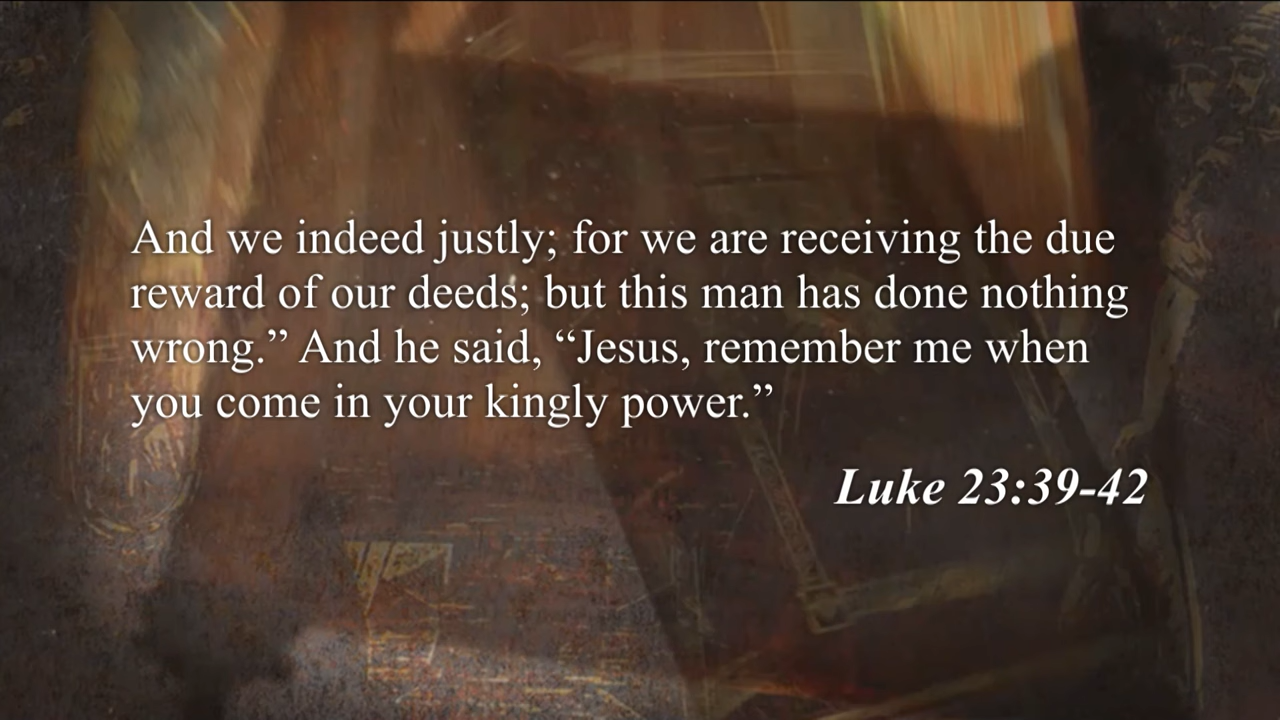 And we indeed justly; for we are receiving the due
reward of our deeds; but this man has done nothing
wrong.” And he said, “Jesus, remember me when
you come in your kingly power.”
Luke 23:39-42